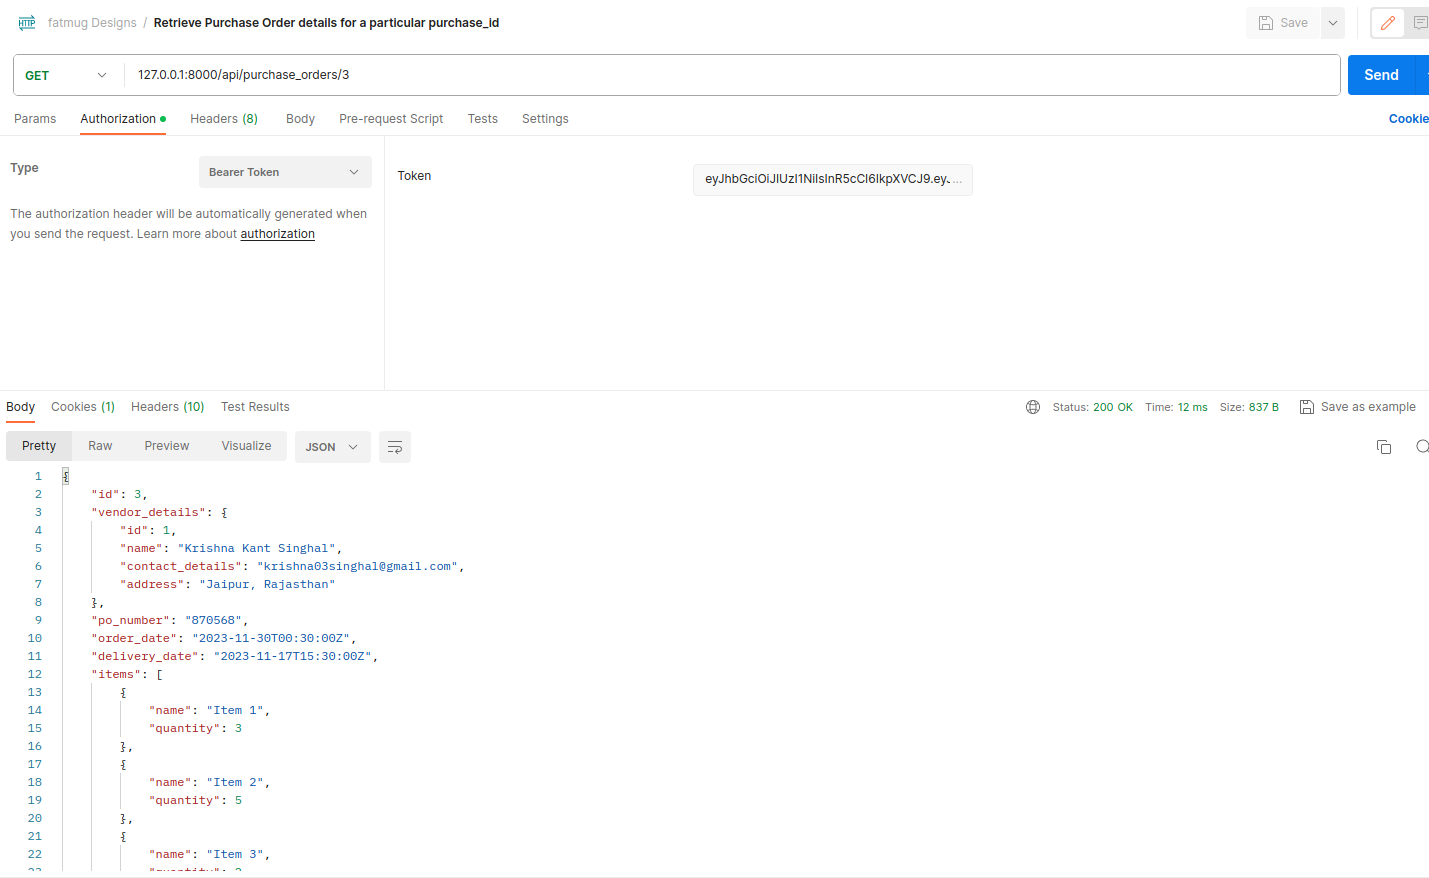 HTTP fatmug Designs / Retrieve Purchase Order details for a particular purchase_id Save
GET 127.0.0.1:8000/api/purchase_orders/3 Send
Params Authorization Headers (8) Body Pre-request Script Tests Settings Cookie
Type Bearer Token
Token eyJhbGciOiJIUzI1NiIsInR5cCI6IkpXVCJ9.eyJ...
The authorization header will be automatically generated when
you send the request. Learn more about authorization
Body Cookies (1) Headers (10) Test Results Status: 200 OK Time: 12 ms Size: 837 B Save as example
Pretty Raw Preview Visualize JSON
1 {
2 "id": 3,
3 "vendor_details": {
4 "id": 1,
5 "name": "Krishna Kant Singhal",
6 "contact_details": "krishna03singhal@gmail.com",
7 "address": "Jaipur, Rajasthan"
8 },
9 "po_number": "870568",
10 "order_date": "2023-11-30T00:30:00Z",
11 "delivery_date": "2023-11-17T15:30:00Z",
12 "items": [
13 {
14 "name": "Item 1",
15 "quantity": 3
16 },
17 {
18 "name": "Item 2",
19 "quantity": 5
20 },
21 {
22 "name": "Item 3",